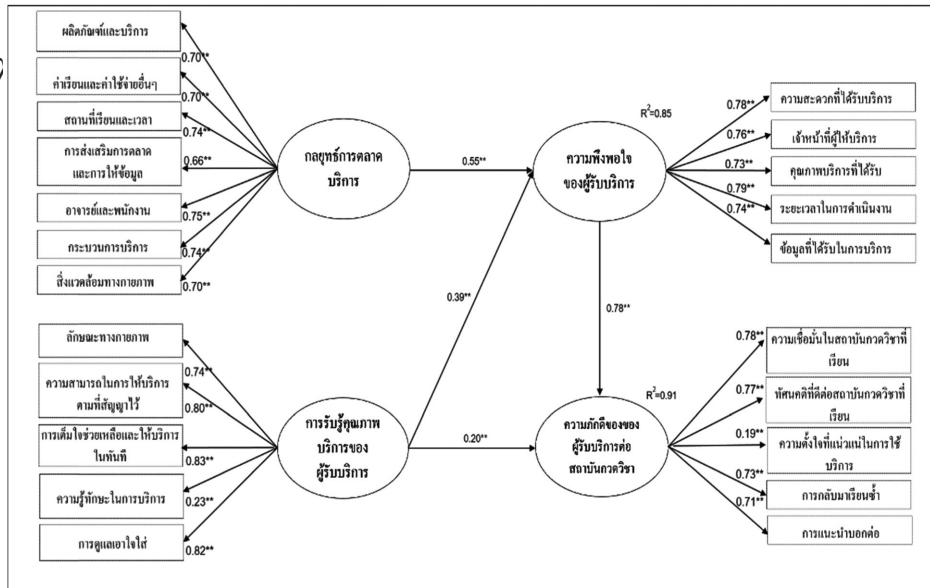 ผลิตภัณฑ์และบริการ
0.70**
ค่าเรียนและค่าใช้จ่ายอื่นๆ
0.70**
สถานที่เรียนและเวลา
0.74**
การส่งเสริมการตลาด
และการให้ข้อมูล
0.66**
อาจารย์และพนักงาน
0.75**
กระบวนการบริการ
0.74**
สิ่งแวดล้อมทางกายภาพ
0.70**
กลยุทธ์การตลาด
บริการ
0.55**
R²=0.85
ความพึงพอใจ
ของผู้รับบริการ
0.78**
ความสะดวกที่ได้รับบริการ
0.76**
เจ้าหน้าที่ผู้ให้บริการ
0.73**
คุณภาพบริการที่ได้รับ
0.79**
ระยะเวลาในการดำเนินงาน
0.74**
ข้อมูลที่ได้รับในการบริการ
0.39**
0.78**
ลักษณะทางกายภาพ
0.74**
ความสามารถในการให้บริการ
ตามที่สัญญาไว้
0.80**
การเต็มใจช่วยเหลือและให้บริการ
ในทันที
0.83**
ความรู้ทักษะในการบริการ
0.23**
การดูแลเอาใจใส่
0.82**
การรับรู้คุณภาพ
บริการของ
ผู้รับบริการ
0.20**
R²=0.91
ความภักดีของของ
ผู้รับบริการต่อ
สถาบันกวดวิชา
0.78**
ความเชื่อมั่นในสถาบันกวดวิชาที่
เรียน
0.77**
ทัศนคติที่ดีต่อสถาบันกวดวิชาที่
เรียน
0.19**
ความตั้งใจที่แน่วแน่ในการใช้
บริการ
0.73**
การกลับมาเรียนซ้ำ
0.71**
การแนะนำบอกต่อ